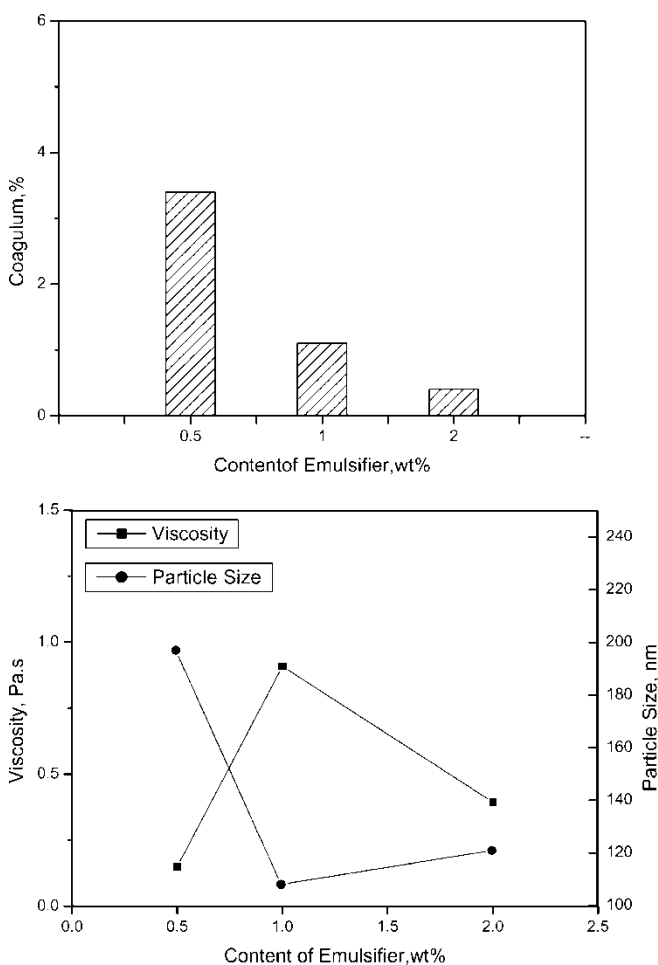 6
4
2
0
Coagulum,%
0.5 1 2 --
Contentof Emulsifier,wt%
1.5
1.0
0.5
0.0
Viscosity, Pa.s
Viscosity
Particle Size
240
220
200
180
160
140
120
100
Particle Size, nm
0.0 0.5 1.0 1.5 2.0 2.5
Content of Emulsifier,wt%